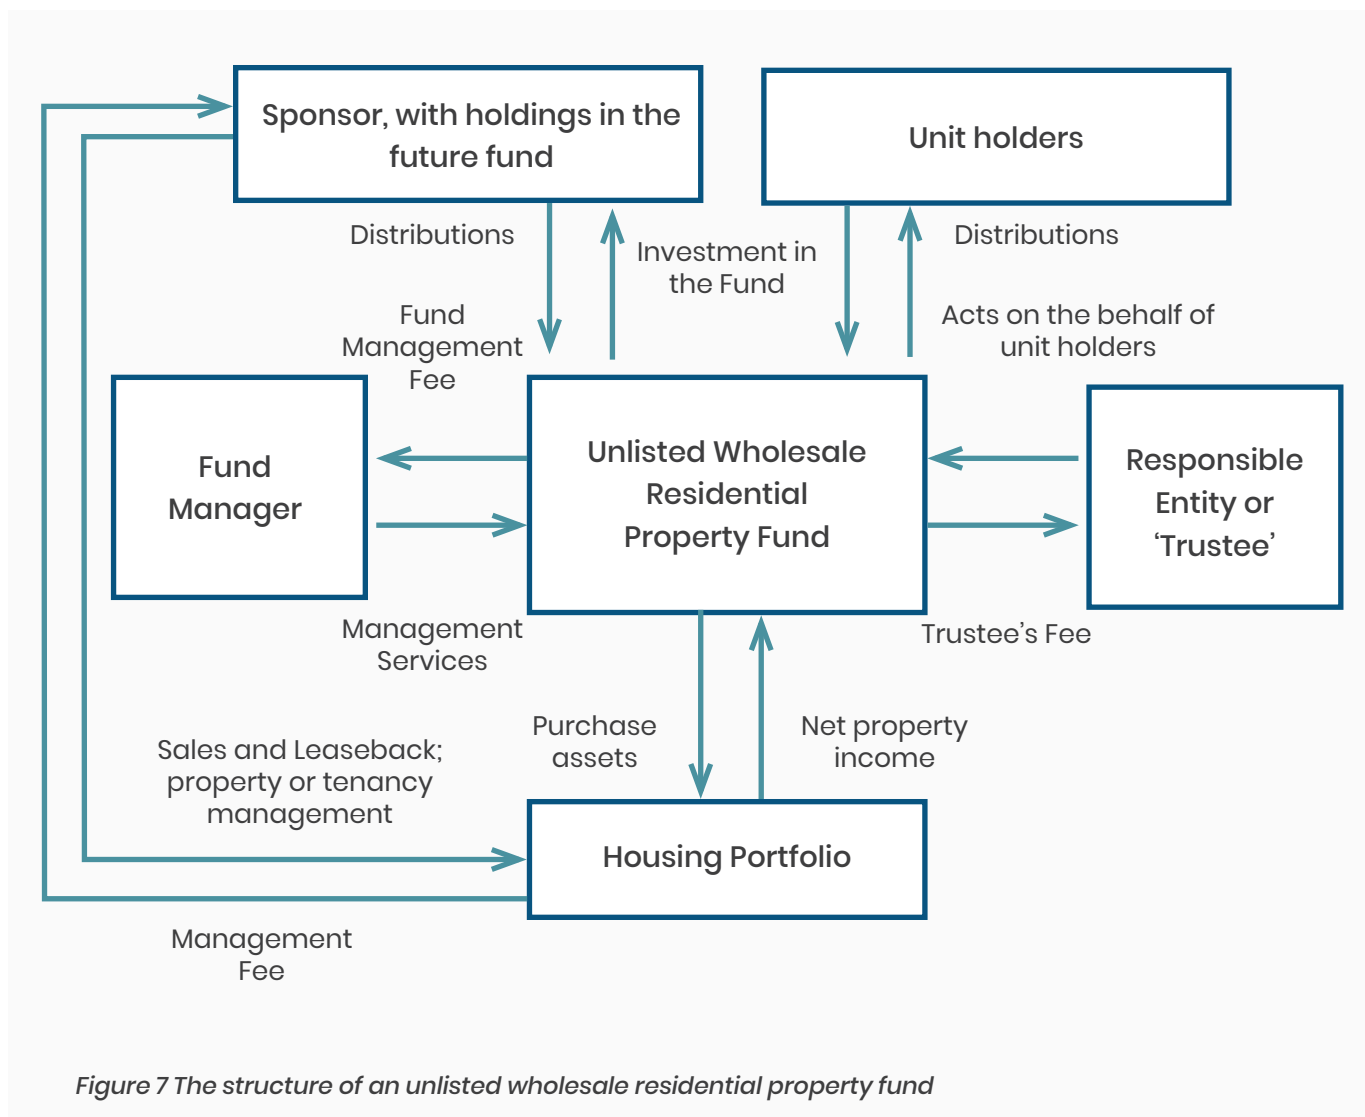 Sponsor, with holdings in the
future fund
Unit holders
Distributions
Investment in
the Fund
Distributions
Fund
Management
Fee
Acts on the behalf of
unit holders
Fund
Manager
Unlisted Wholesale
Residential
Property Fund
Responsible
Entity or
‘Trustee’
Management
Services
Trustee’s Fee
Purchase
assets
Net property
income
Sales and Leaseback;
property or tenancy
management
Housing Portfolio
Management
Fee
Figure 7 The structure of an unlisted wholesale residential property fund